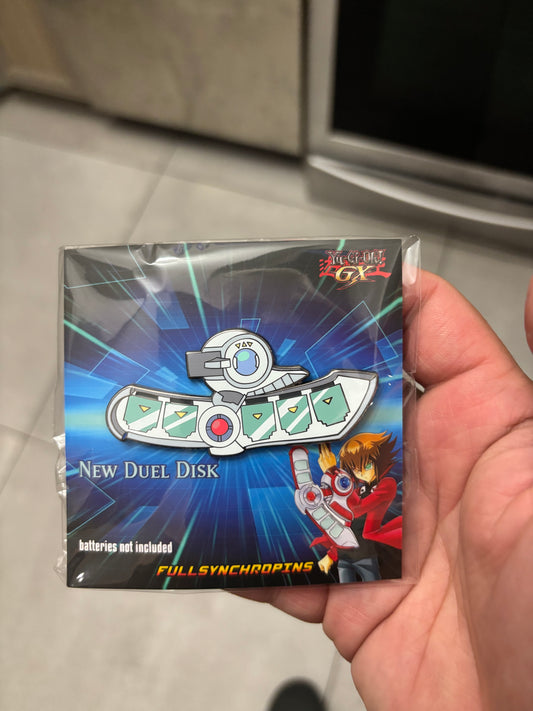 Yu-Gi-Oh!
GX
New Duel Disk
batteries not included
FULLSYNCHROPINS